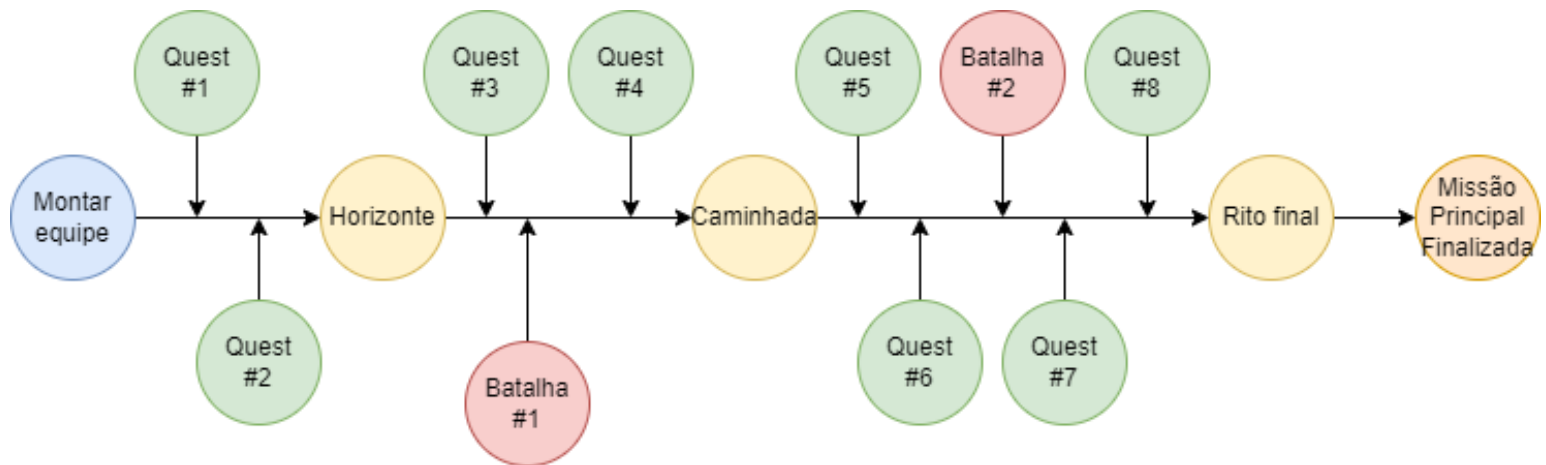 Quest
#1
Quest
#3
Quest
#4
Quest
#5
Batalha
#2
Quest
#8
Montar
equipe
Horizonte
Caminhada
Rito final
Missão
Principal
Finalizada
Quest
#2
Batalha
#1
Quest
#6
Quest
#7